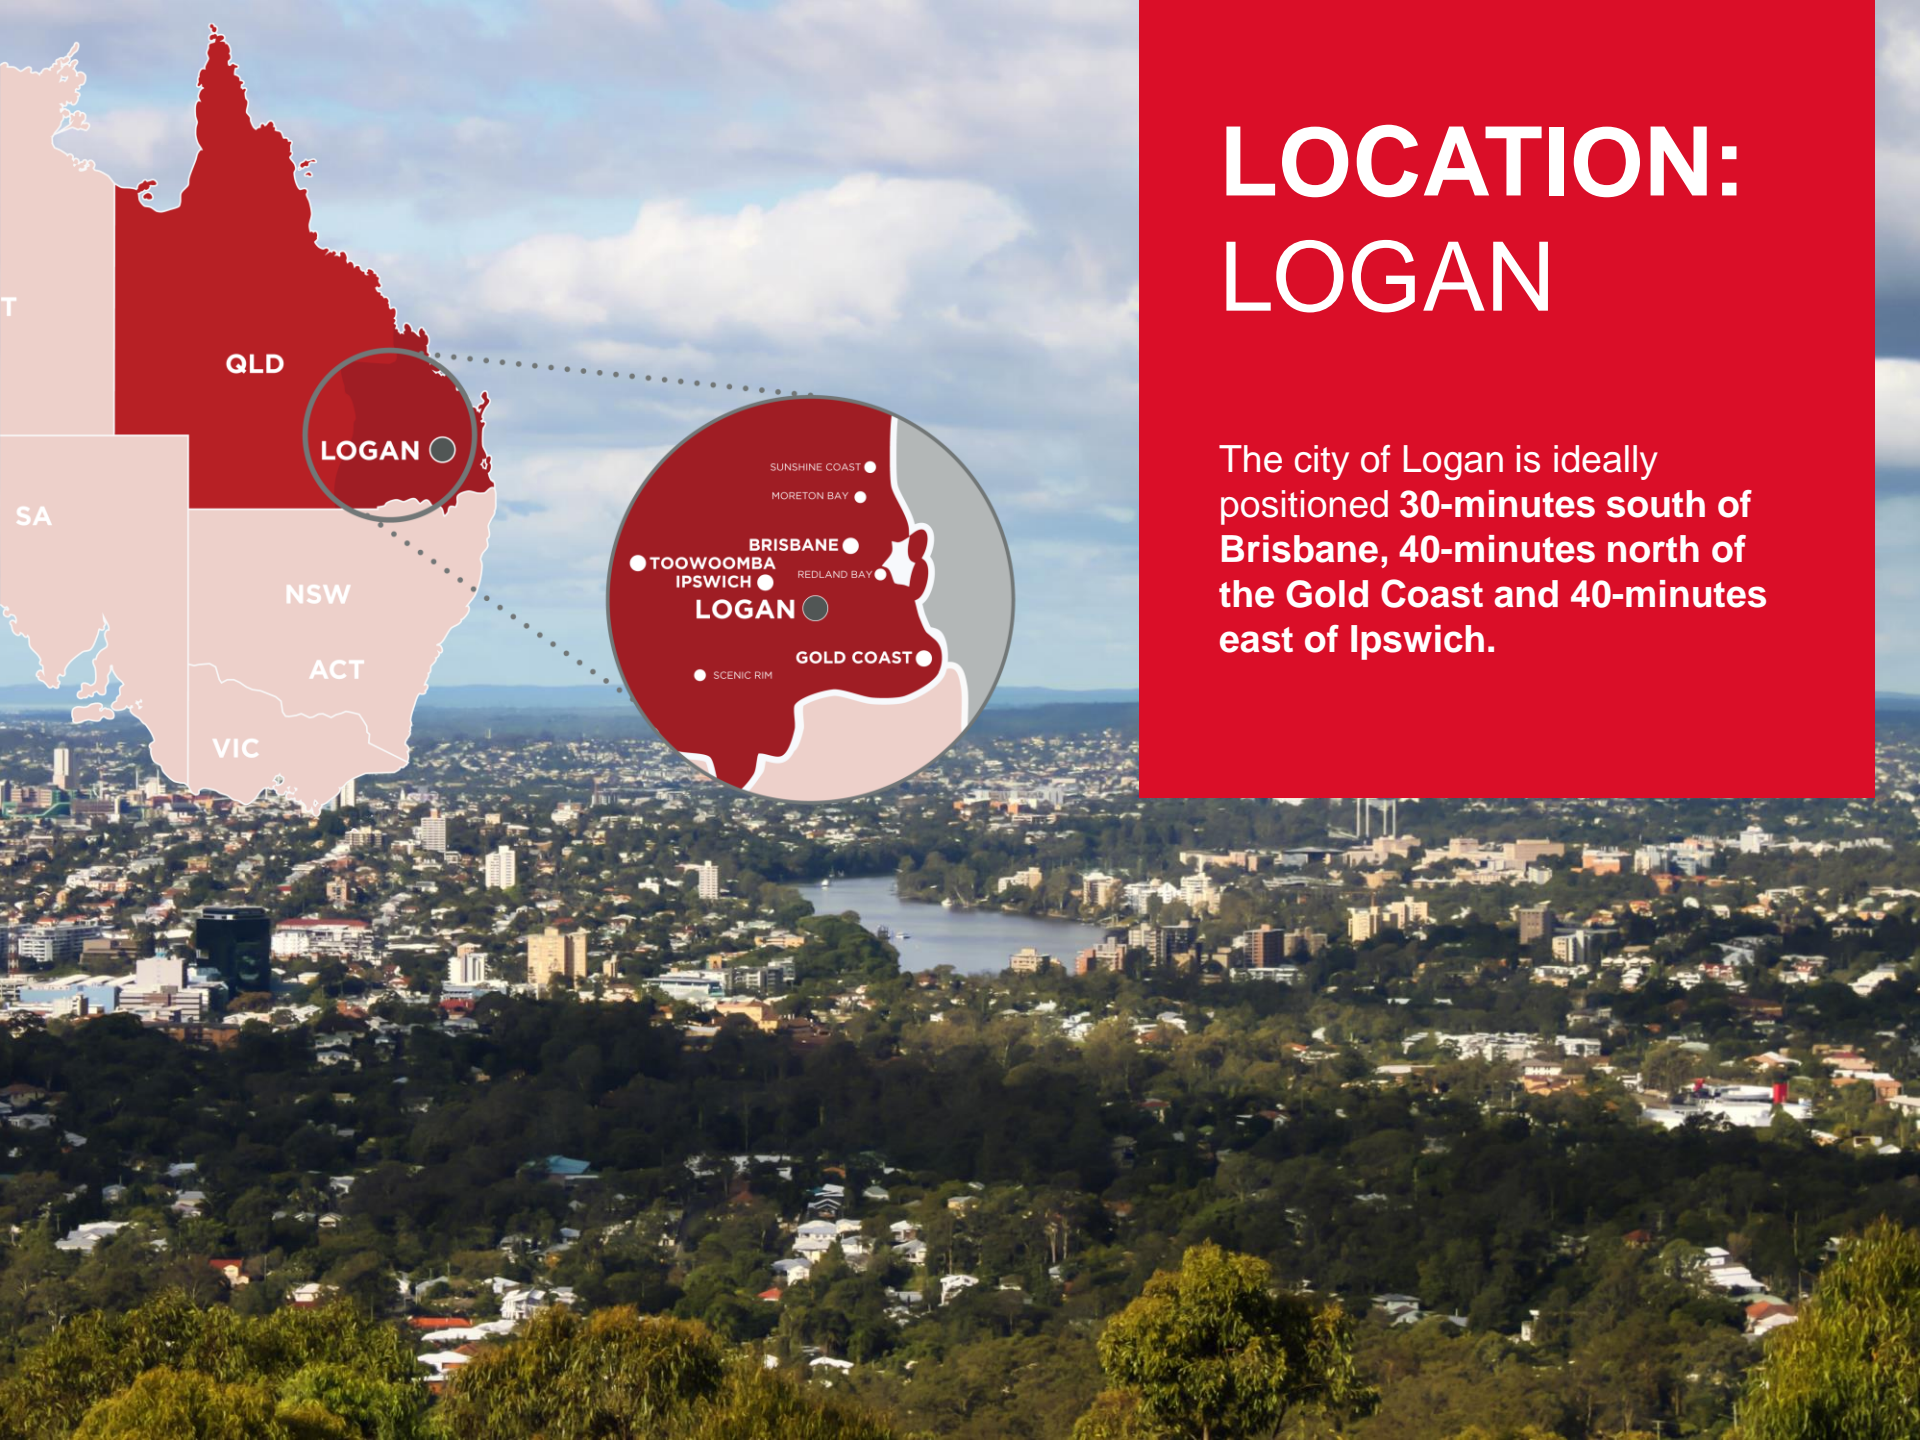 LOCATION:
LOGAN
The city of Logan is ideally
positioned 30-minutes south of
Brisbane, 40-minutes north of
the Gold Coast and 40-minutes
east of Ipswich.
T
QLD
LOGAN
SA
NSW
ACT
VIC
SUNSHINE COAST
MORETON BAY
BRISBANE
TOOWOOMBA
IPSWICH
REDLAND BAY
LOGAN
GOLD COAST
SCENIC RIM